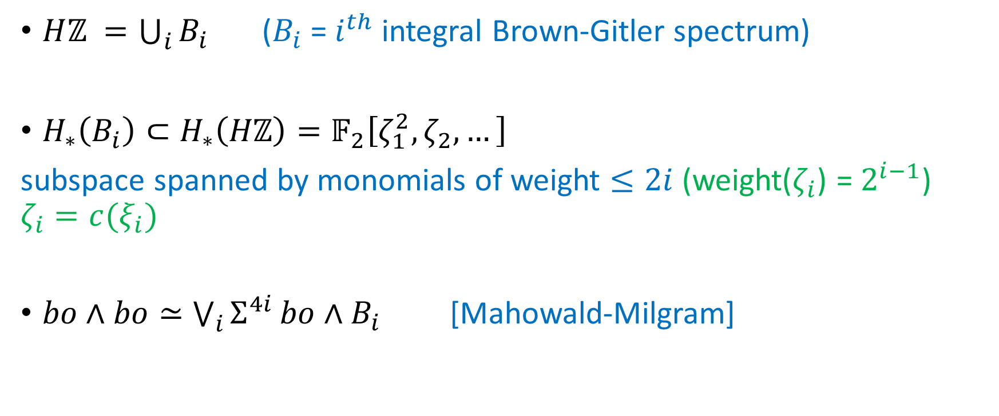 • $H\mathbb{Z} = \bigcup_i B_i$ ($B_i = i^{th}$ integral Brown-Gitler spectrum)
• $H_*(B_i) \subset H_*(H\mathbb{Z}) = \mathbb{F}_2[\zeta_1^2, \zeta_2, \dots]$
subspace spanned by monomials of weight $\leq 2i$ (weight($\zeta_i$) = $2^{i-1}$)
$\zeta_i = c(\xi_i)$
• $bo \wedge bo \simeq \bigvee_i \Sigma^{4i} bo \wedge B_i$ [Mahowald-Milgram]